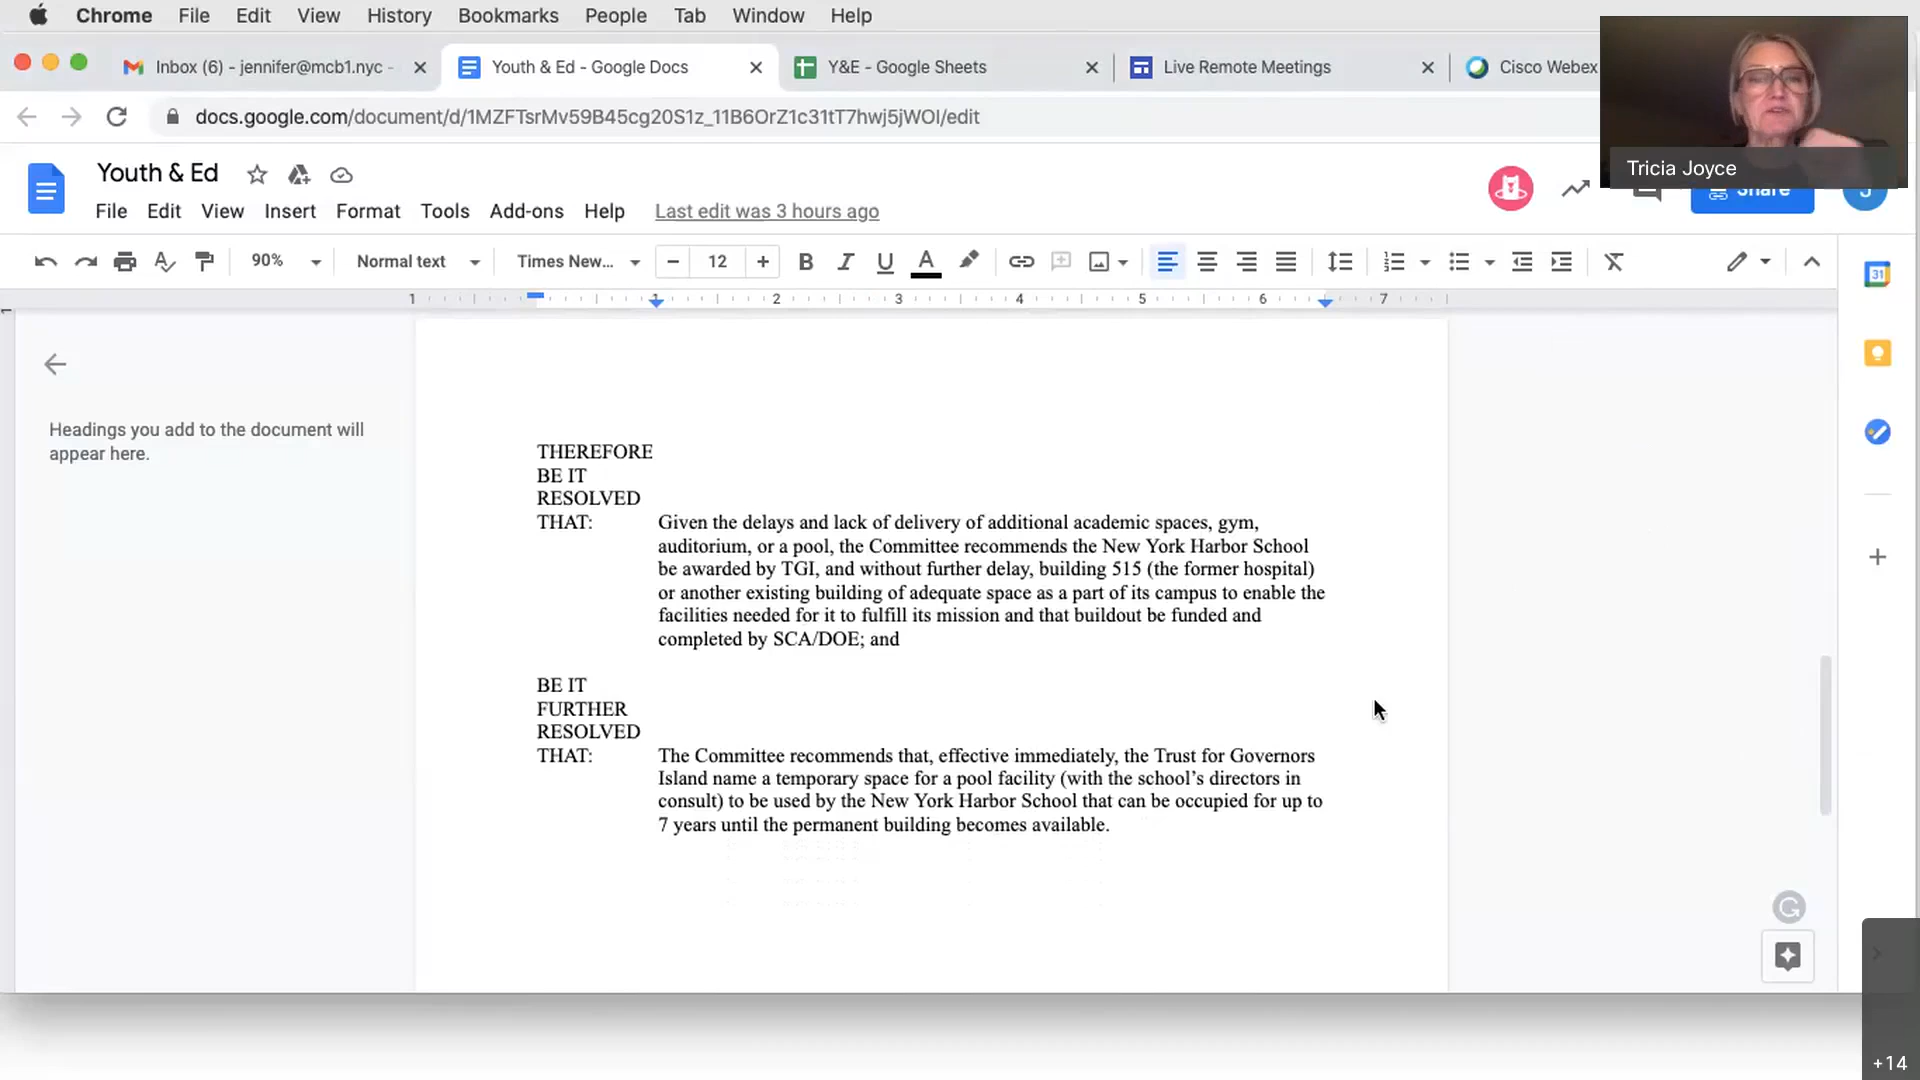 Chrome File Edit View History Bookmarks People Tab Window Help
Inbox (6) - jennifer@mcb1.nyc -
Youth & Ed - Google Docs
Y&E - Google Sheets
Live Remote Meetings
Cisco Webex
docs.google.com/document/d/1MZFTsrMv59B45cg20S1z_11B6OrZ1c31tT7hwj5jWOI/edit
Tricia Joyce
Youth & Ed
Share
File Edit View Insert Format Tools Add-ons Help Last edit was 3 hours ago
90% Normal text Times New... 12
1 1 2 3 4 5 6 7
31
Headings you add to the document will
appear here.
THEREFORE
BE IT
RESOLVED
THAT: Given the delays and lack of delivery of additional academic spaces, gym,
auditorium, or a pool, the Committee recommends the New York Harbor School
be awarded by TGI, and without further delay, building 515 (the former hospital)
or another existing building of adequate space as a part of its campus to enable the
facilities needed for it to fulfill its mission and that buildout be funded and
completed by SCA/DOE; and
BE IT
FURTHER
RESOLVED
THAT: The Committee recommends that, effective immediately, the Trust for Governors
Island name a temporary space for a pool facility (with the school's directors in
consult) to be used by the New York Harbor School that can be occupied for up to
7 years until the permanent building becomes available.
+14